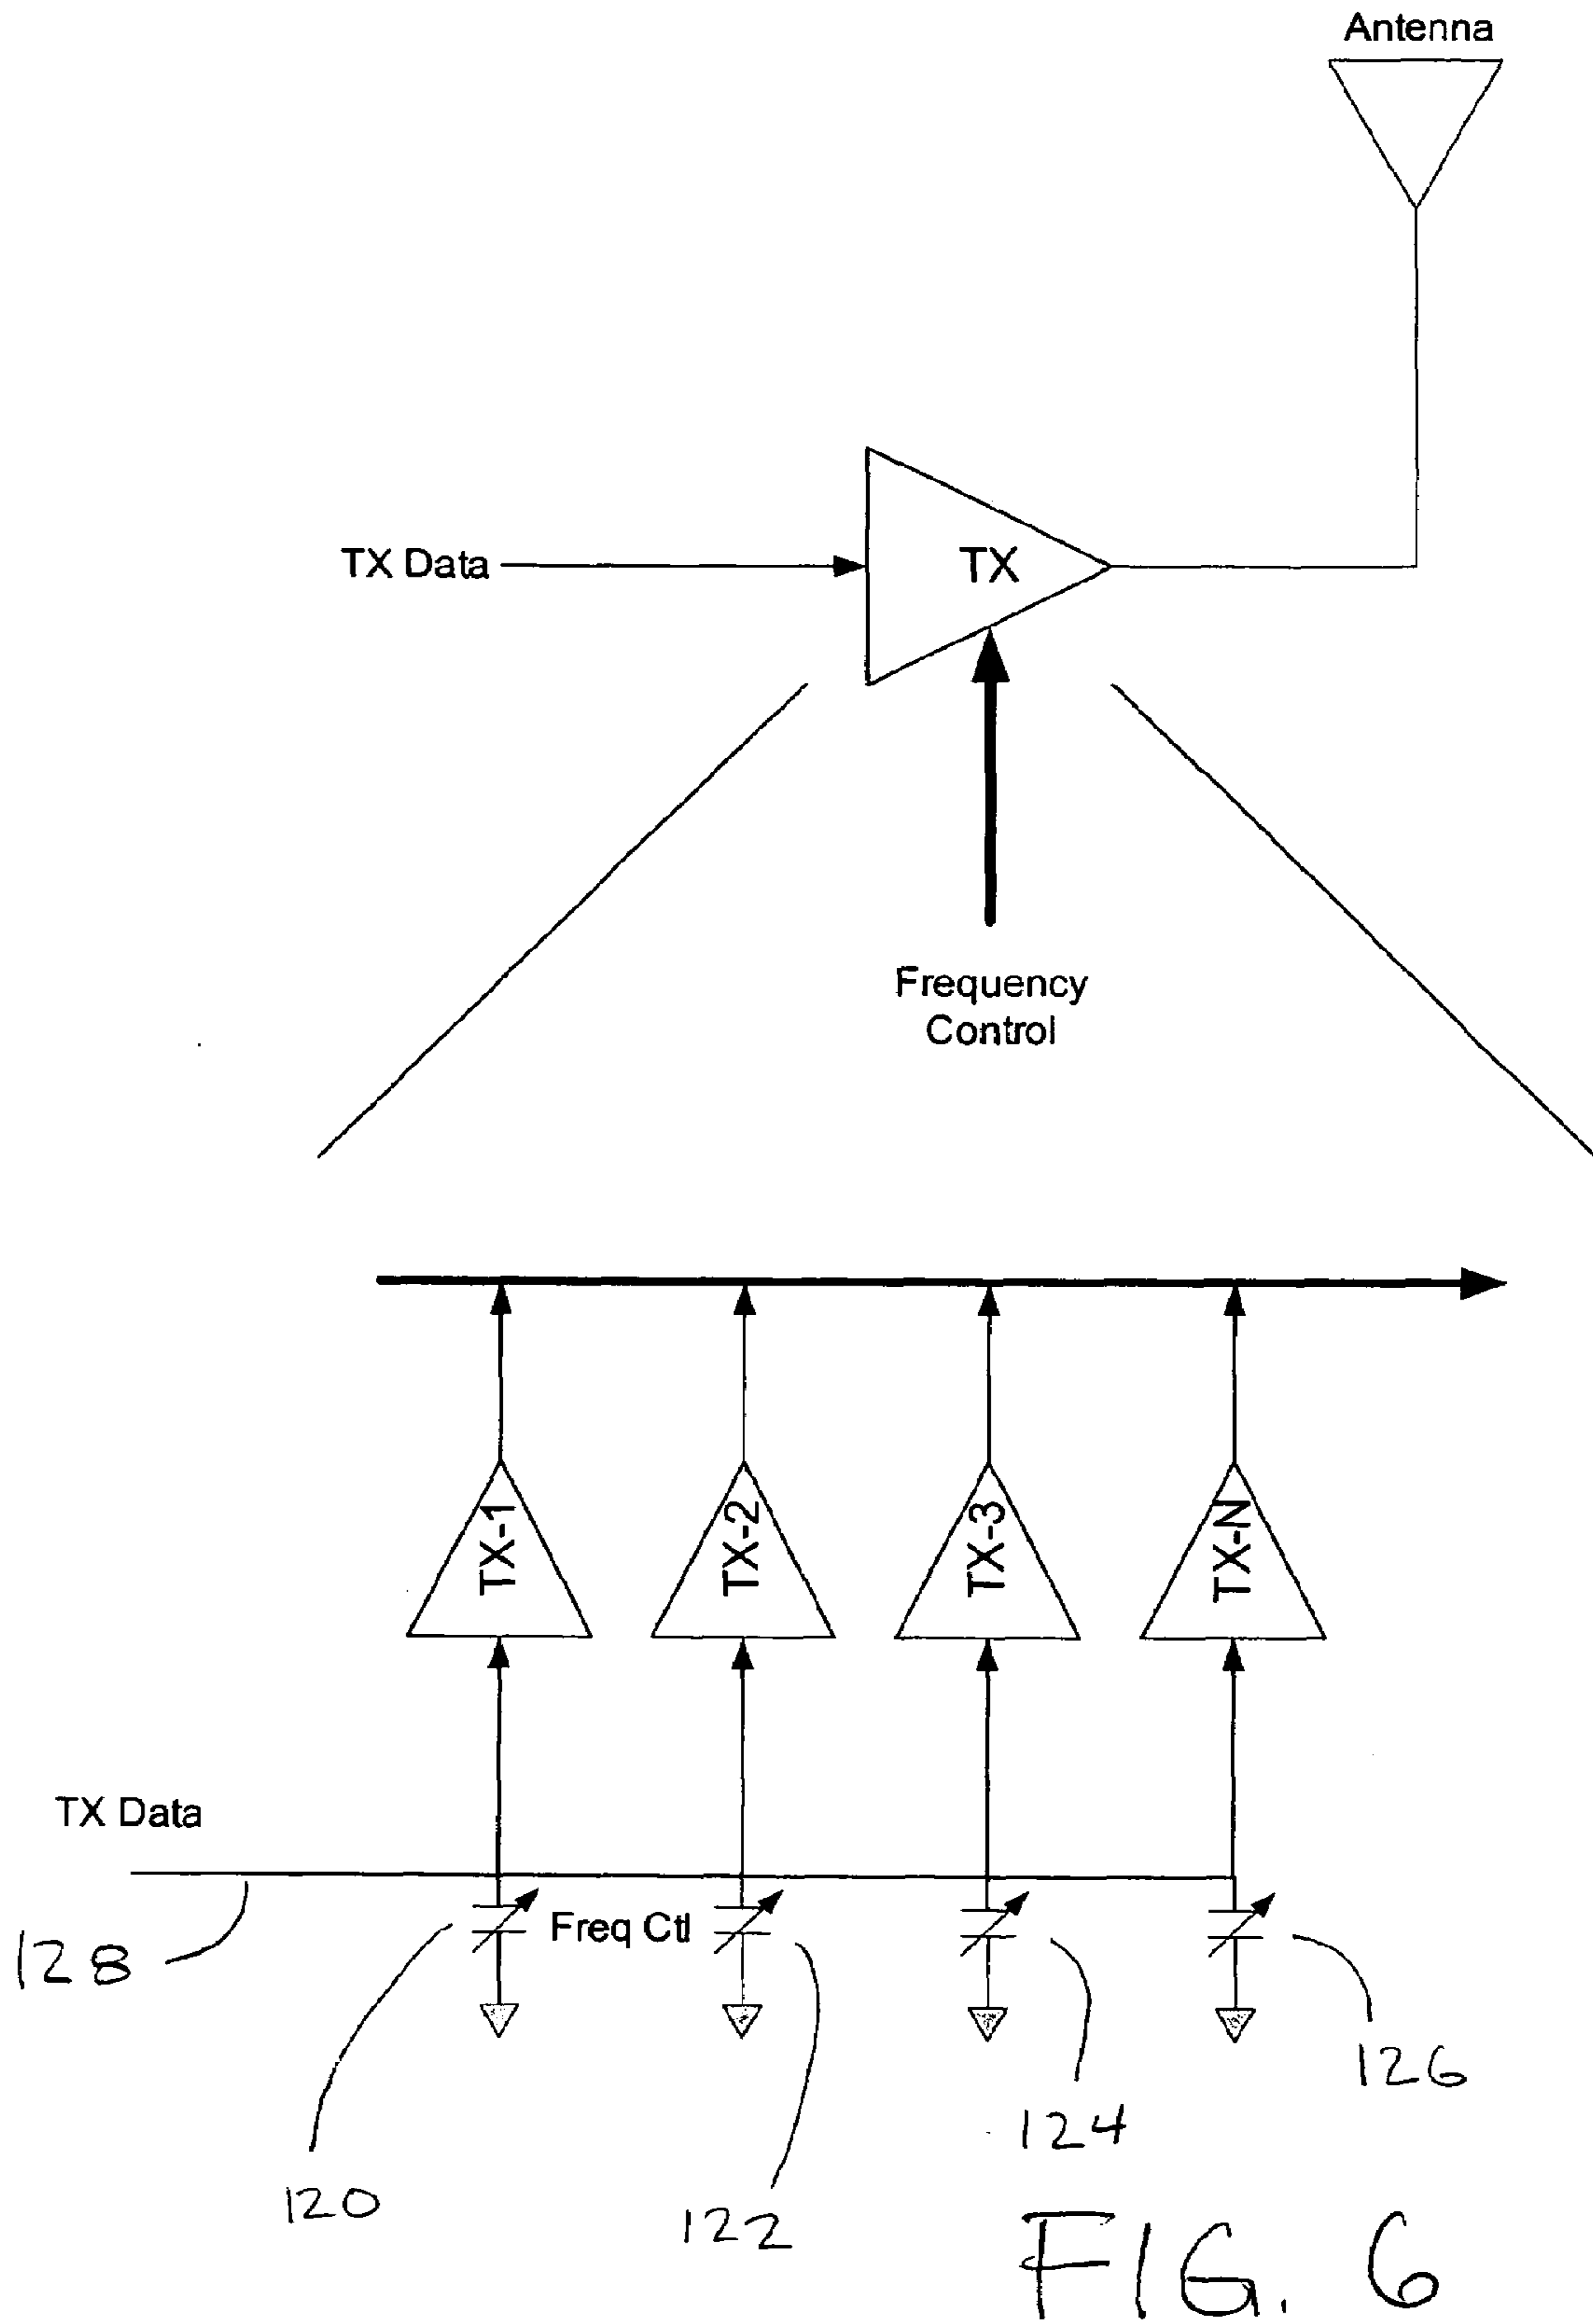 Antenna
TX Data
TX
Frequency
Control
TX-1
TX-2
TX-3
TX-N
TX Data
Freq Ctl
128
126
124
120
122
FIG. 6